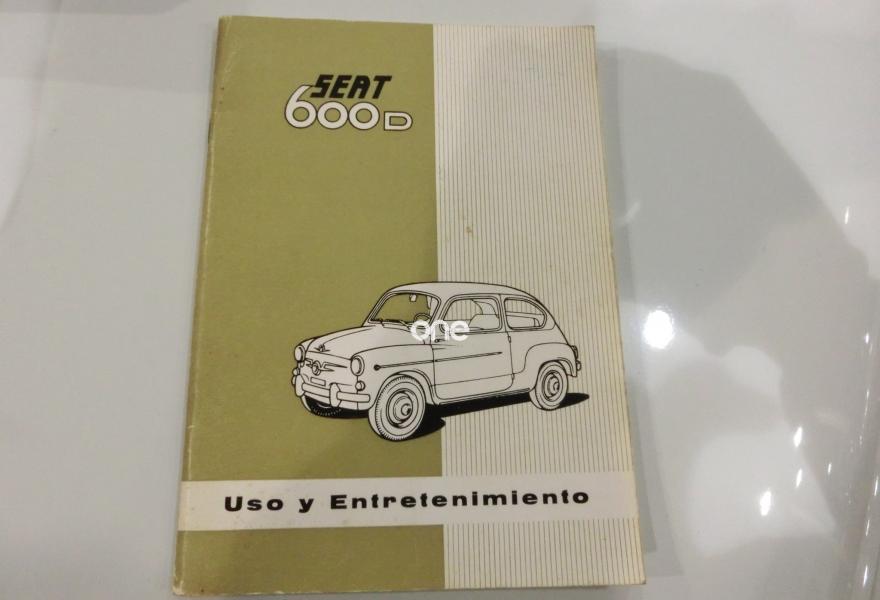 SEAT
600D
one
Uso y Entretenimiento